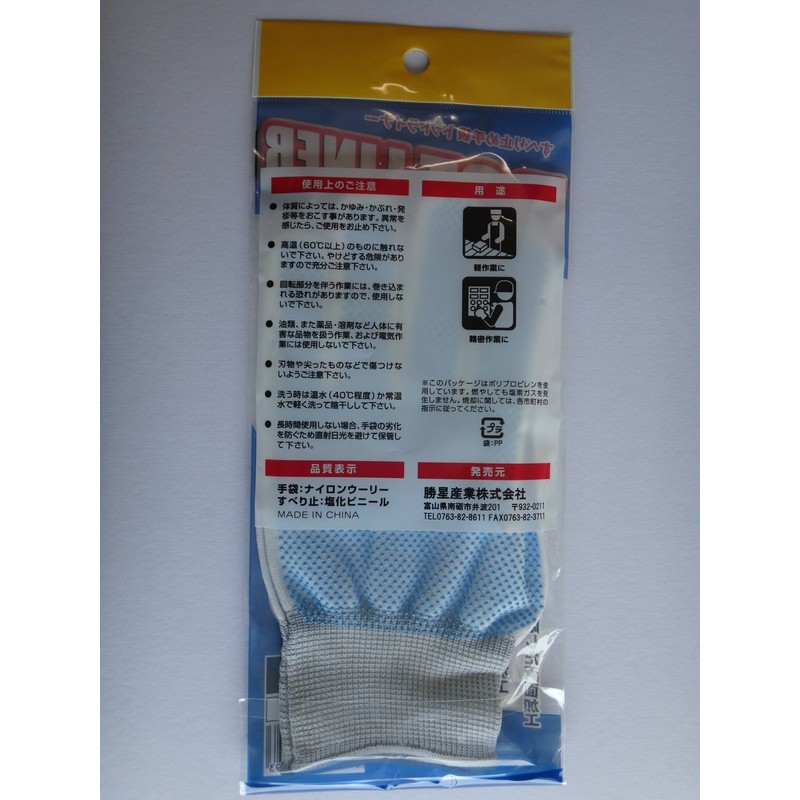 すべり止め手袋 ドットライナー
LINER
使用上のご注意
● 体質によっては、かゆみ・かぶれ・発
疹等をおこす事があります。異常を
感じたら、ご使用をお止め下さい。
● 高温(60℃以上)のものに触れな
いで下さい。やけどする危険があり
ますので充分ご注意下さい。
● 回転部分を伴う作業には、巻き込ま
れる恐れがありますので、使用しな
いで下さい。
● 油類、また薬品・溶剤など人体に有
害な品物を扱う作業、および電気作
業には使用しないで下さい。
● 刃物や尖ったものなどで傷つけな
いようご注意下さい。
● 洗う時は温水(40℃程度)か常温
水で軽く洗って陰干しして下さい。
● 長時間使用しない場合、手袋の劣化
を防ぐため直射日光を避けて保管し
て下さい。
用途
軽作業に
精密作業に
※このパッケージはポリプロピレンを使
用しています。燃やしても塩素ガスを発
生しません。焼却に関しては、各市町村の
指示に従ってください。
プラ
袋:PP
品質表示
手袋:ナイロンウーリー
すべり止:塩化ビニール
MADE IN CHINA
発売元
勝星産業株式会社
富山県南砺市井波201 〒932-0211
TEL0763-82-8611 FAX0763-82-3711